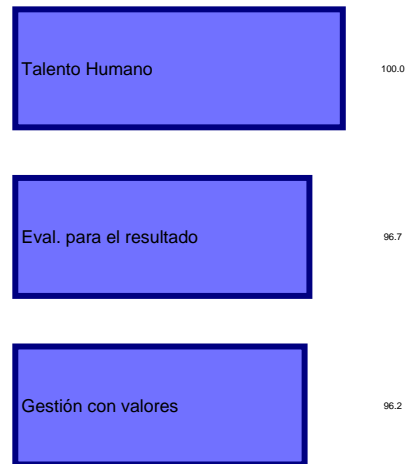 Talento Humano 100.0
Eval. para el resultado 96.7
Gestión con valores 96.2